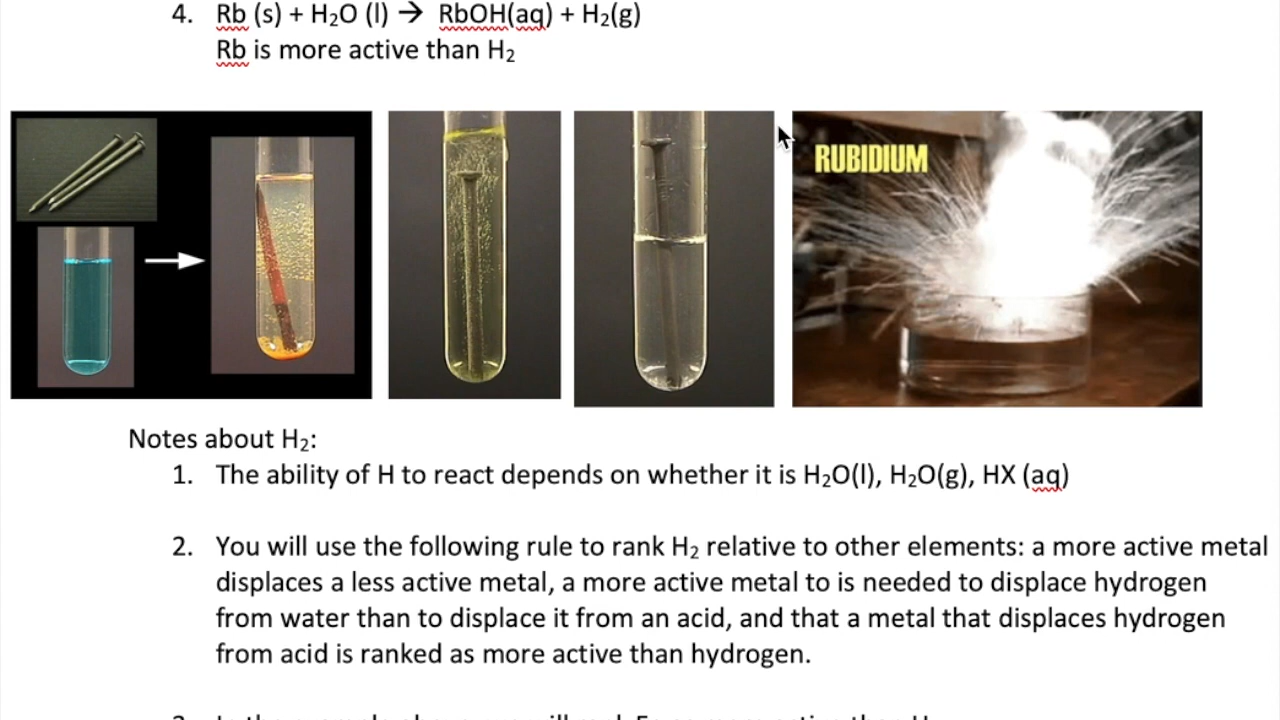 4. Rb (s) + H₂O (l) → RbOH(aq) + H₂(g)
Rb is more active than H₂
RUBIDIUM
Notes about H₂:
1. The ability of H to react depends on whether it is H₂O(l), H₂O(g), HX (aq)
2. You will use the following rule to rank H₂ relative to other elements: a more active metal
displaces a less active metal, a more active metal to is needed to displace hydrogen
from water than to displace it from an acid, and that a metal that displaces hydrogen
from acid is ranked as more active than hydrogen.